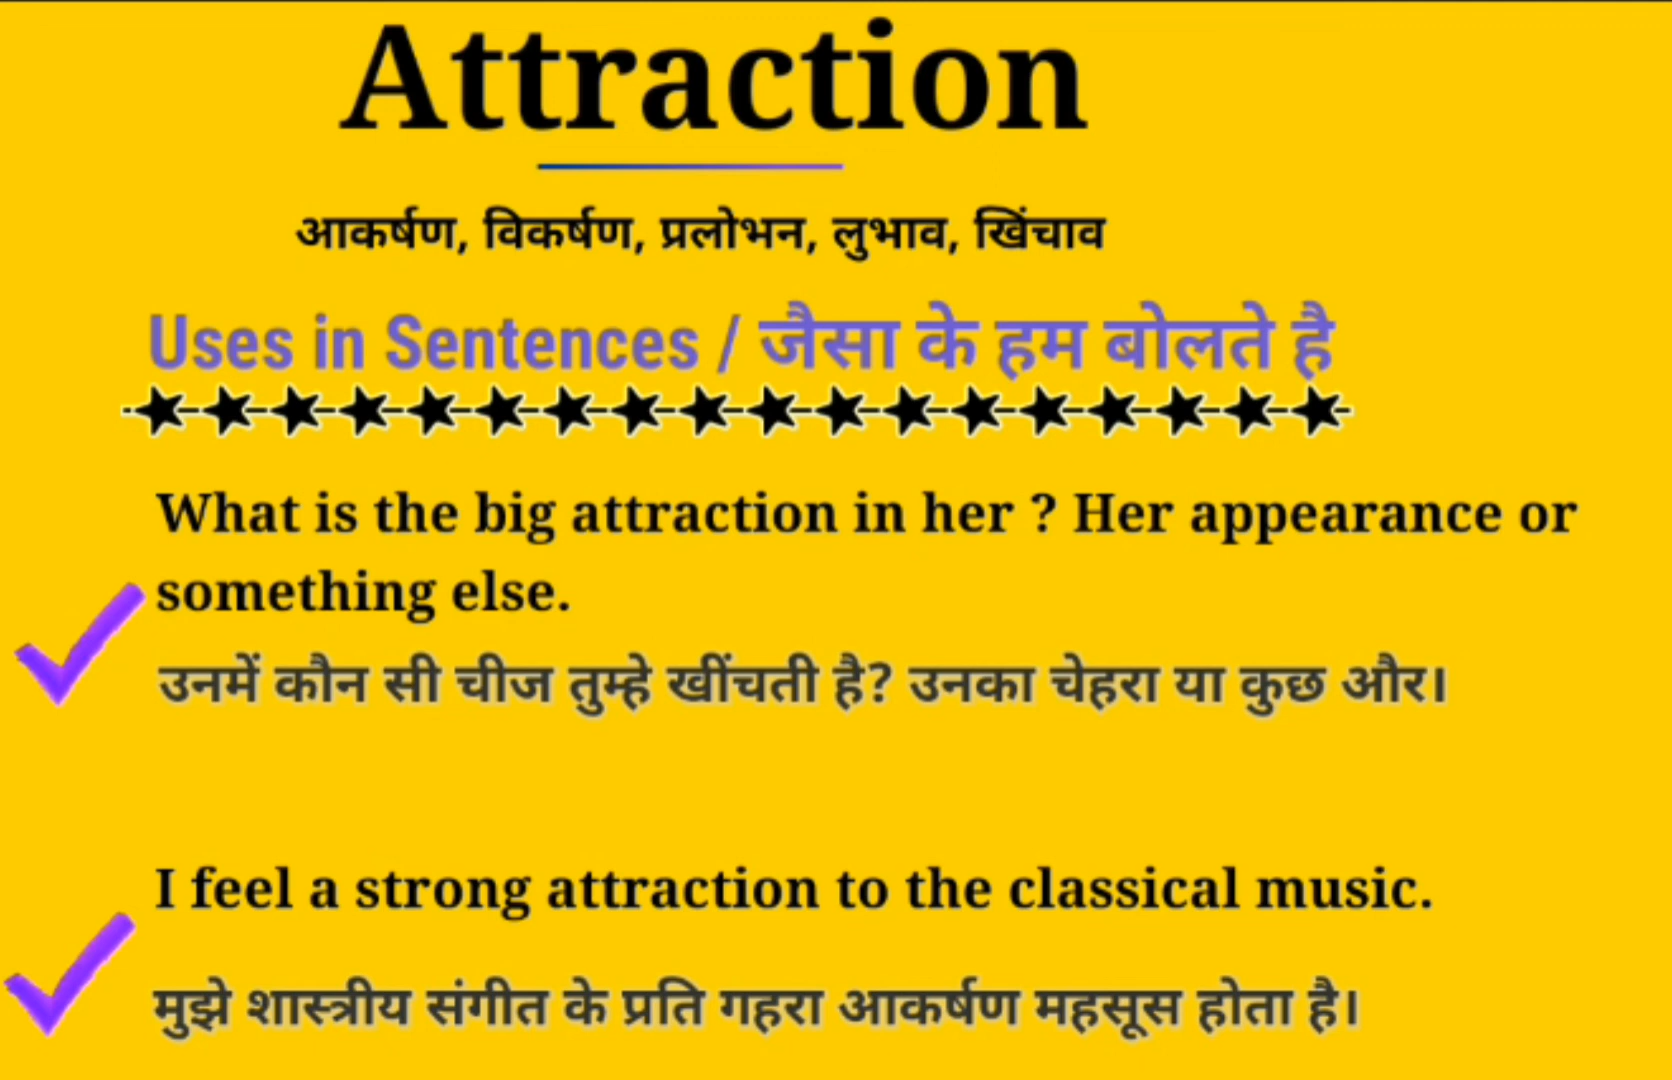 Attraction
आकर्षण, विकर्षण, प्रलोभन, लुभाव, खिंचाव
Uses in Sentences / जैसा के हम बोलते है
What is the big attraction in her ? Her appearance or
something else.
उनमें कौन सी चीज तुम्हे खींचती है? उनका चेहरा या कुछ और।
I feel a strong attraction to the classical music.
मुझे शास्त्रीय संगीत के प्रति गहरा आकर्षण महसूस होता है।